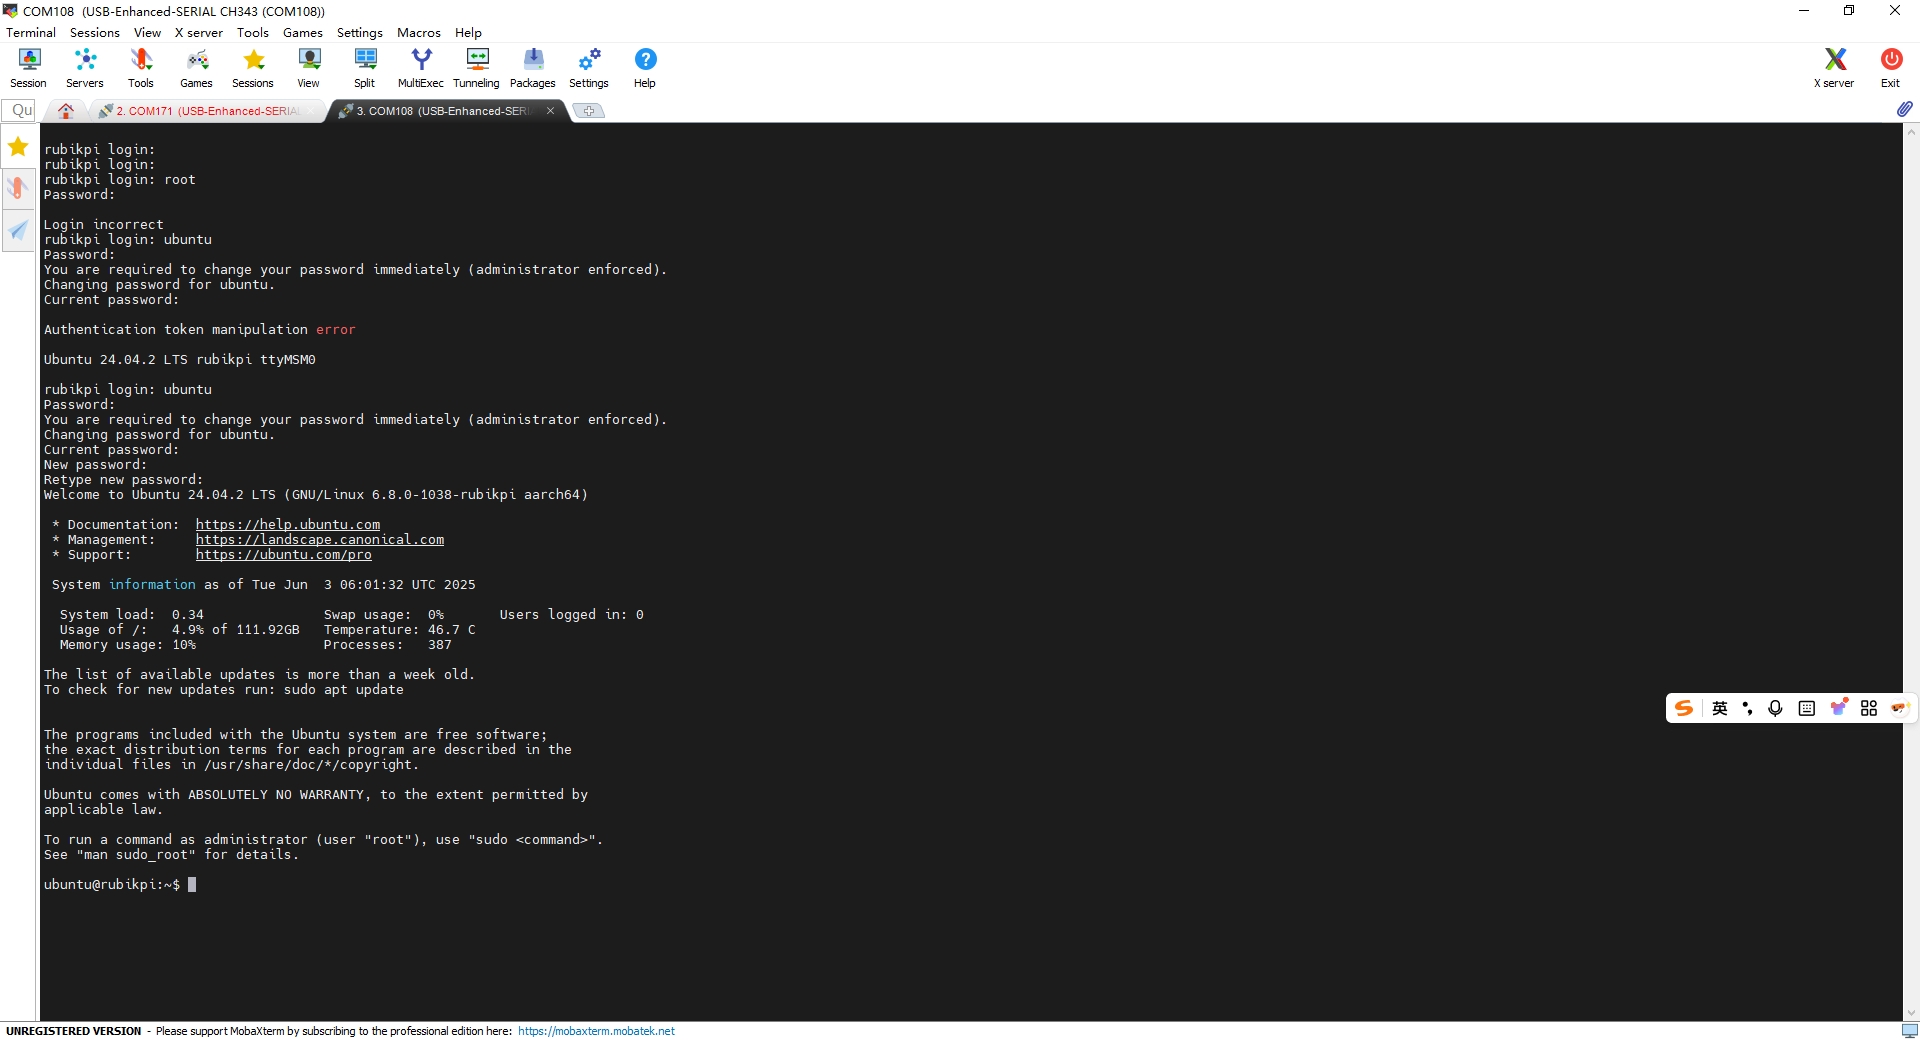 COM108 (USB-Enhanced-SERIAL CH343 (COM108))
Terminal Sessions View X server Tools Games Settings Macros Help
Session Servers Tools Games Sessions View Split MultiExec Tunneling Packages Settings Help X server Exit
Qu 2. COM171 (USB-Enhanced-SERIAL 3. COM108 (USB-Enhanced-SERI
rubikpi login:
rubikpi login:
rubikpi login: root
Password:
Login incorrect
rubikpi login: ubuntu
Password:
You are required to change your password immediately (administrator enforced).
Changing password for ubuntu.
Current password:
Authentication token manipulation error
Ubuntu 24.04.2 LTS rubikpi ttyMSM0
rubikpi login: ubuntu
Password:
You are required to change your password immediately (administrator enforced).
Changing password for ubuntu.
Current password:
New password:
Retype new password:
Welcome to Ubuntu 24.04.2 LTS (GNU/Linux 6.8.0-1038-rubikpi aarch64)
* Documentation: https://help.ubuntu.com
* Management: https://landscape.canonical.com
* Support: https://ubuntu.com/pro
System information as of Tue Jun 3 06:01:32 UTC 2025
System load: 0.34 Swap usage: 0% Users logged in: 0
Usage of /: 4.9% of 111.92GB Temperature: 46.7 C
Memory usage: 10% Processes: 387
The list of available updates is more than a week old.
To check for new updates run: sudo apt update
英
The programs included with the Ubuntu system are free software;
the exact distribution terms for each program are described in the
individual files in /usr/share/doc/*/copyright.
Ubuntu comes with ABSOLUTELY NO WARRANTY, to the extent permitted by
applicable law.
To run a command as administrator (user "root"), use "sudo <command>".
See "man sudo_root" for details.
ubuntu@rubikpi:~$
UNREGISTERED VERSION - Please support MobaXterm by subscribing to the professional edition here: https://mobaxterm.mobatek.net